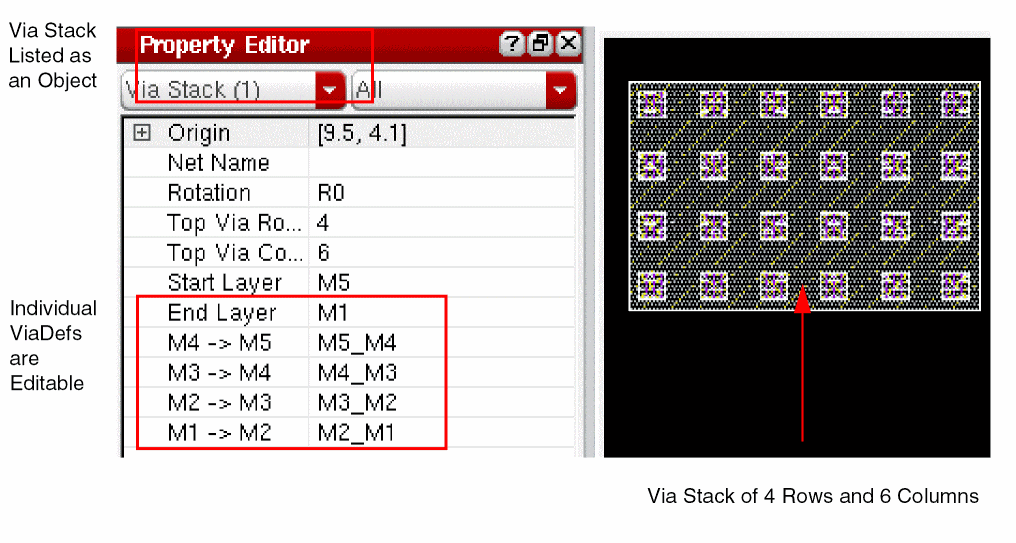 Via Stack
Listed as
an Object
Property Editor
Via Stack (1)
All
Origin [9.5, 4.1]
Net Name
Rotation R0
Top Via Ro... 4
Top Via Co... 6
Start Layer M5
End Layer M1
M4 -> M5 M5_M4
M3 -> M4 M4_M3
M2 -> M3 M3_M2
M1 -> M2 M2_M1
Individual
ViaDefs
are
Editable
Via Stack of 4 Rows and 6 Columns